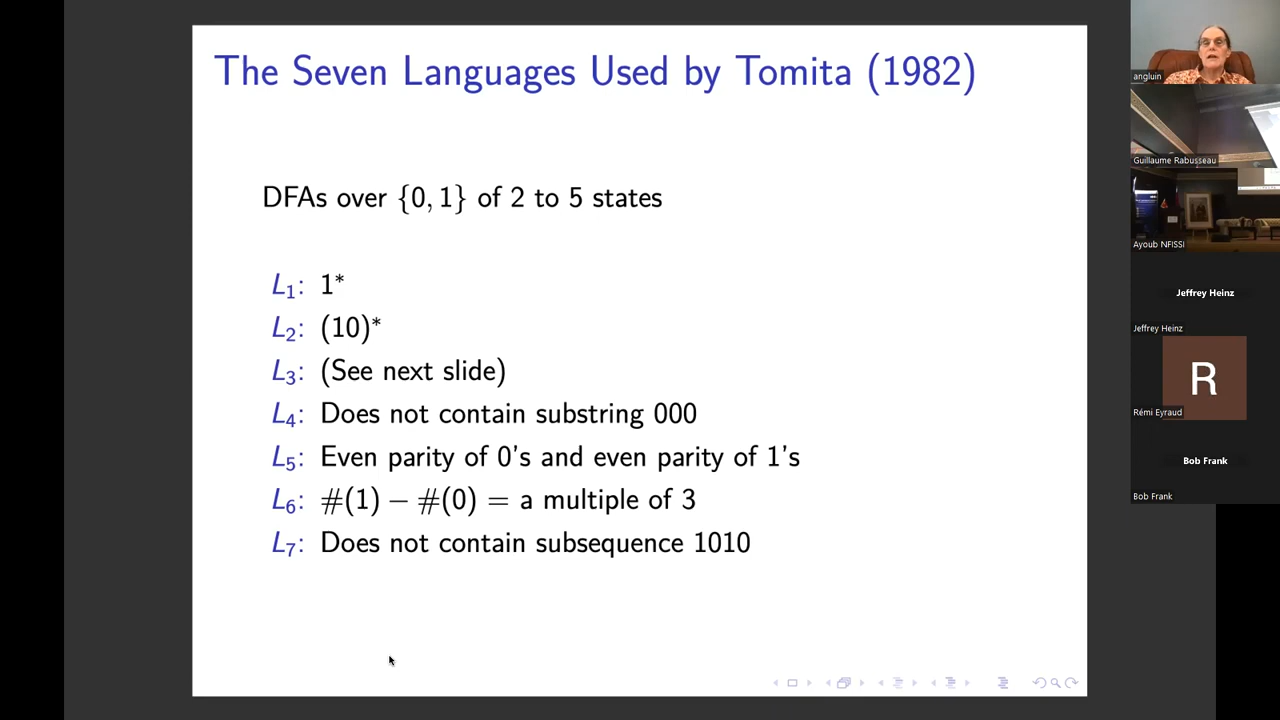 The Seven Languages Used by Tomita (1982)
DFAs over {0, 1} of 2 to 5 states
L₁: 1*
L₂: (10)*
L₃: (See next slide)
L₄: Does not contain substring 000
L₅: Even parity of 0's and even parity of 1's
L₆: #(1) − #(0) = a multiple of 3
L₇: Does not contain subsequence 1010
angluin
Guillaume Rabusseau
Ayoub NFISSI
Jeffrey Heinz
Jeffrey Heinz
R
Rémi Eyraud
Bob Frank
Bob Frank